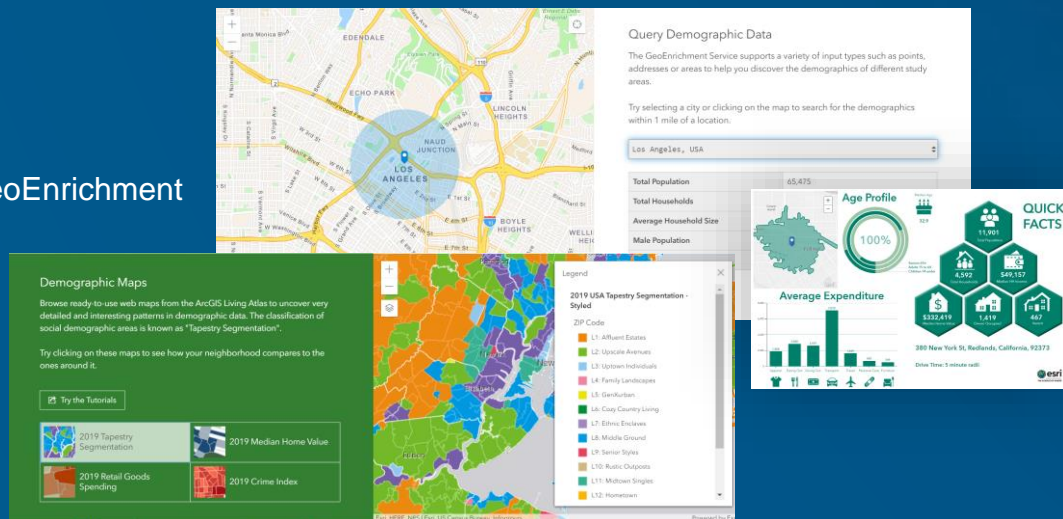 eoEnrichment
EDENDALE
ECHO PARK
LINCOLN
HEIGHTS
NAUD
JUNCTION
LOS
ANGELES
BOYLE
HEIGHTS
Query Demographic Data
The GeoEnrichment Service supports a variety of input types such as points,
addresses or areas to help you discover the demographics of different study
areas.
Try selecting a city or clicking on the map to search for the demographics
within 1 mile of a location.
Los Angeles, USA
Total Population 65,475
Total Households
Average Household Size
Male Population
Age Profile
100%
Average Expenditure
QUICK
FACTS
11,901
4,592
$49,157
$332,419
1,419
467
380 New York St, Redlands, California, 92373
Drive Time: 5 minute radii
esri
Demographic Maps
Browse ready-to-use web maps from the ArcGIS Living Atlas to uncover very
detailed and interesting patterns in demographic data. The classification of
social demographic areas is known as "Tapestry Segmentation".
Try clicking on these maps to see how your neighborhood compares to the
ones around it.
Try the Tutorials
2019 Tapestry
Segmentation
2019 Median Home Value
2019 Retail Goods
Spending
2019 Crime Index
Legend
2019 USA Tapestry Segmentation -
Styled
ZIP Code
L1: Affluent Estates
L2: Upscale Avenues
L3: Uptown Individuals
L4: Family Landscapes
L5: GenXurban
L6: Cozy Country Living
L7: Ethnic Enclaves
L8: Middle Ground
L9: Senior Styles
L10: Rustic Outposts
L11: Midtown Singles
L12: Hometown